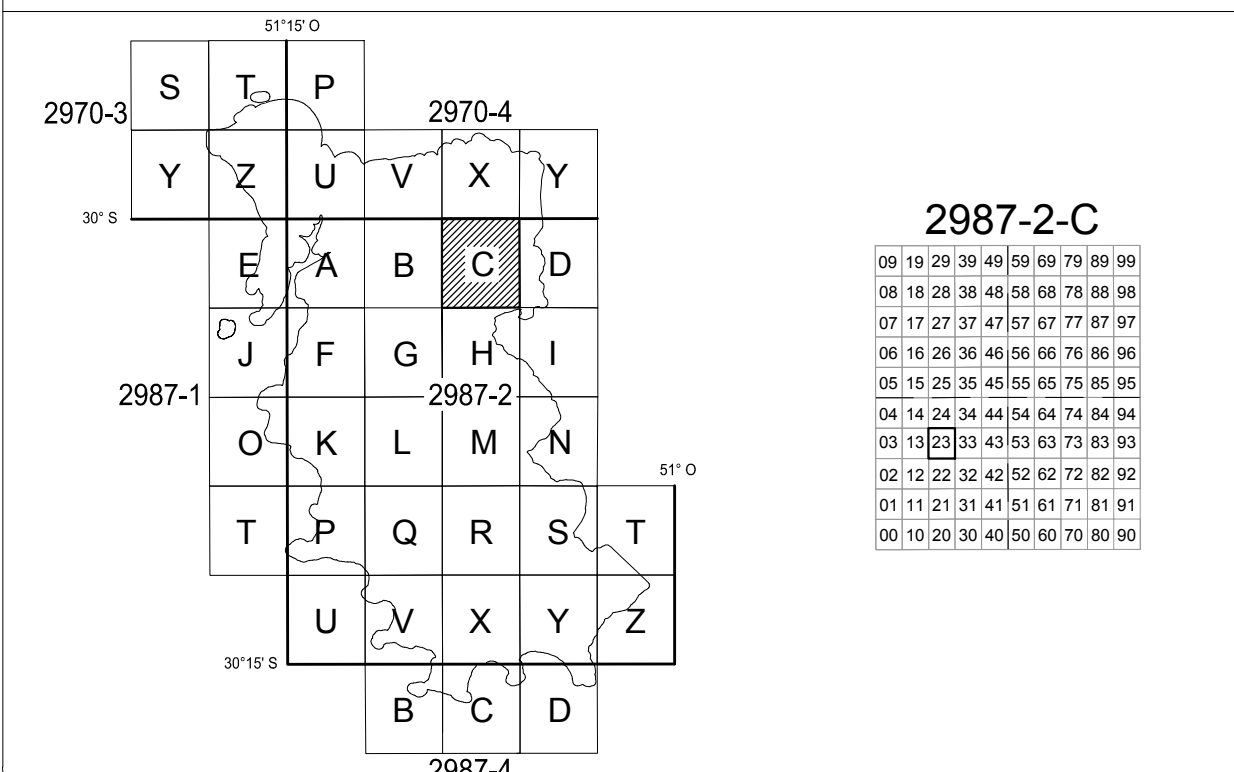 51°15' O
S T P
2970-3 2970-4
Y Z U V X Y
30° S
E A B C D
J F G H I
2987-1 2987-2
O K L M N
51° O
T P Q R S T
U V X Y Z
30°15' S
B C D
2987-4
2987-2-C
09 19 29 39 49 59 69 79 89 99
08 18 28 38 48 58 68 78 88 98
07 17 27 37 47 57 67 77 87 97
06 16 26 36 46 56 66 76 86 96
05 15 25 35 45 55 65 75 85 95
04 14 24 34 44 54 64 74 84 94
03 13 23 33 43 53 63 73 83 93
02 12 22 32 42 52 62 72 82 92
01 11 21 31 41 51 61 71 81 91
00 10 20 30 40 50 60 70 80 90